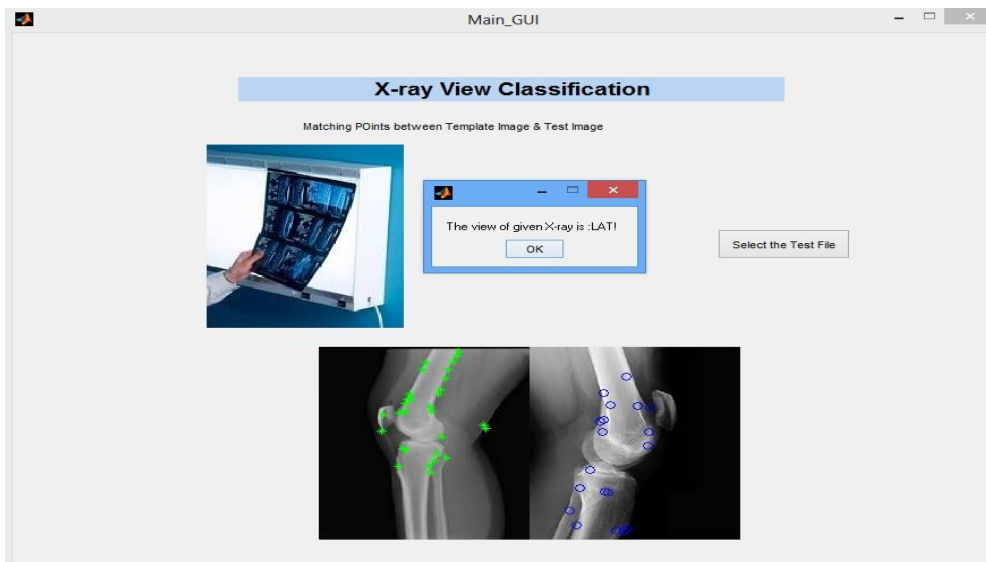 Main_GUI
X-ray View Classification
Matching POints between Template Image & Test Image
The view of given X-ray is :LAT!
OK
Select the Test File